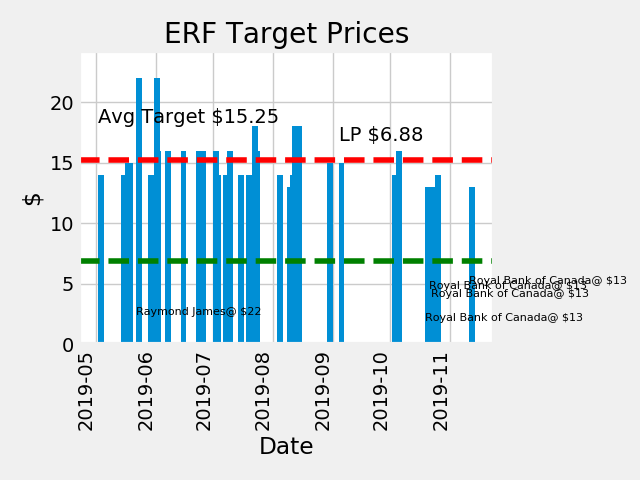 ERF Target Prices
20
Avg Target $15.25
LP $6.88
15
$
10
5
Royal Bank of Canada@ $13
Royal Bank of Canada@ $13
Royal Bank of Canada@ $13
Raymond James@ $22
Royal Bank of Canada@ $13
0
2019-05
2019-06
2019-07
2019-08
2019-09
2019-10
2019-11
Date